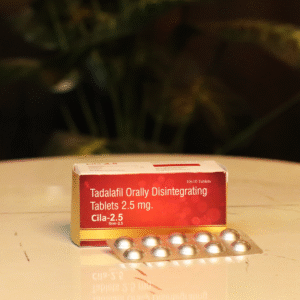 Tadalafil Orally Disintegrating
Tablets 2.5 mg.
Cila-2.5